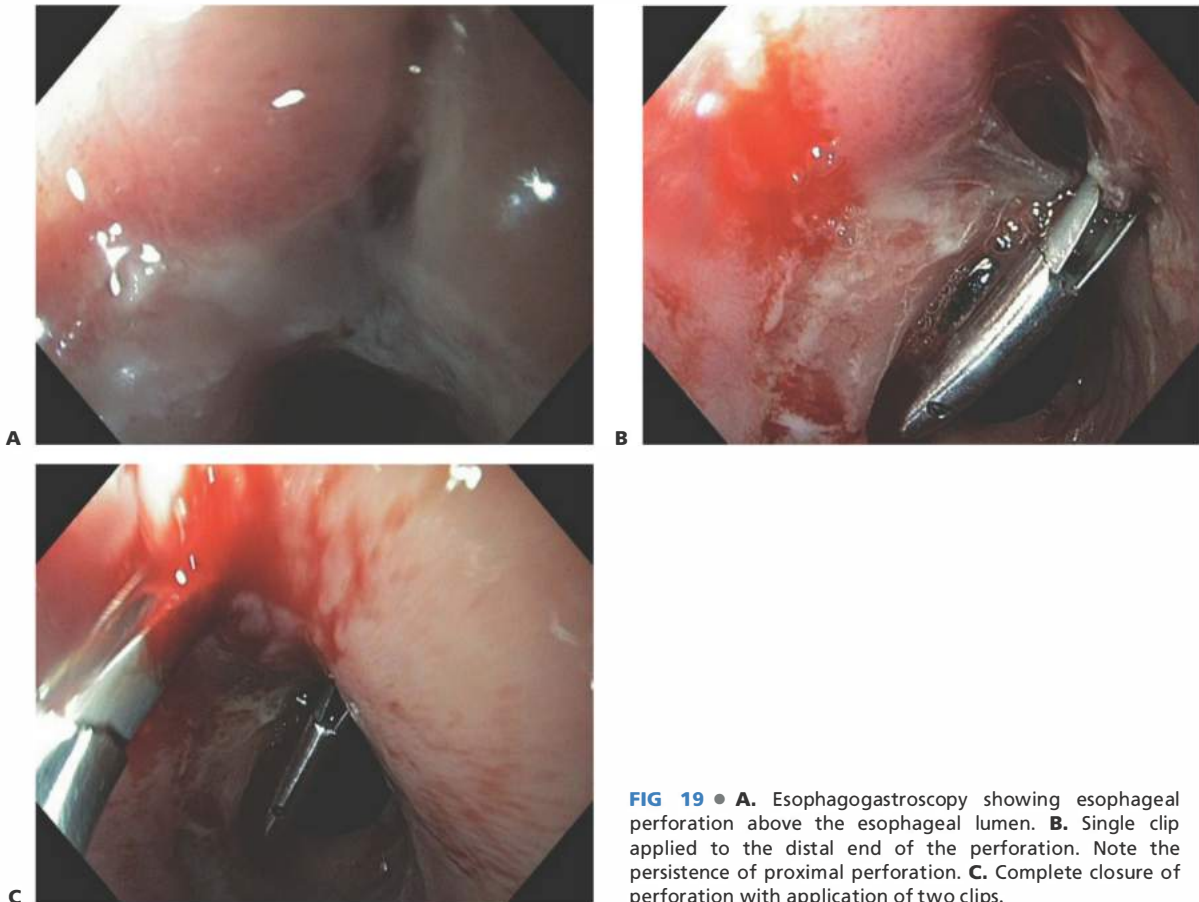 A
B
C
FIG 19 • A. Esophagogastroscopy showing esophageal
perforation above the esophageal lumen. B. Single clip
applied to the distal end of the perforation. Note the
persistence of proximal perforation. C. Complete closure of
perforation with application of two clips.